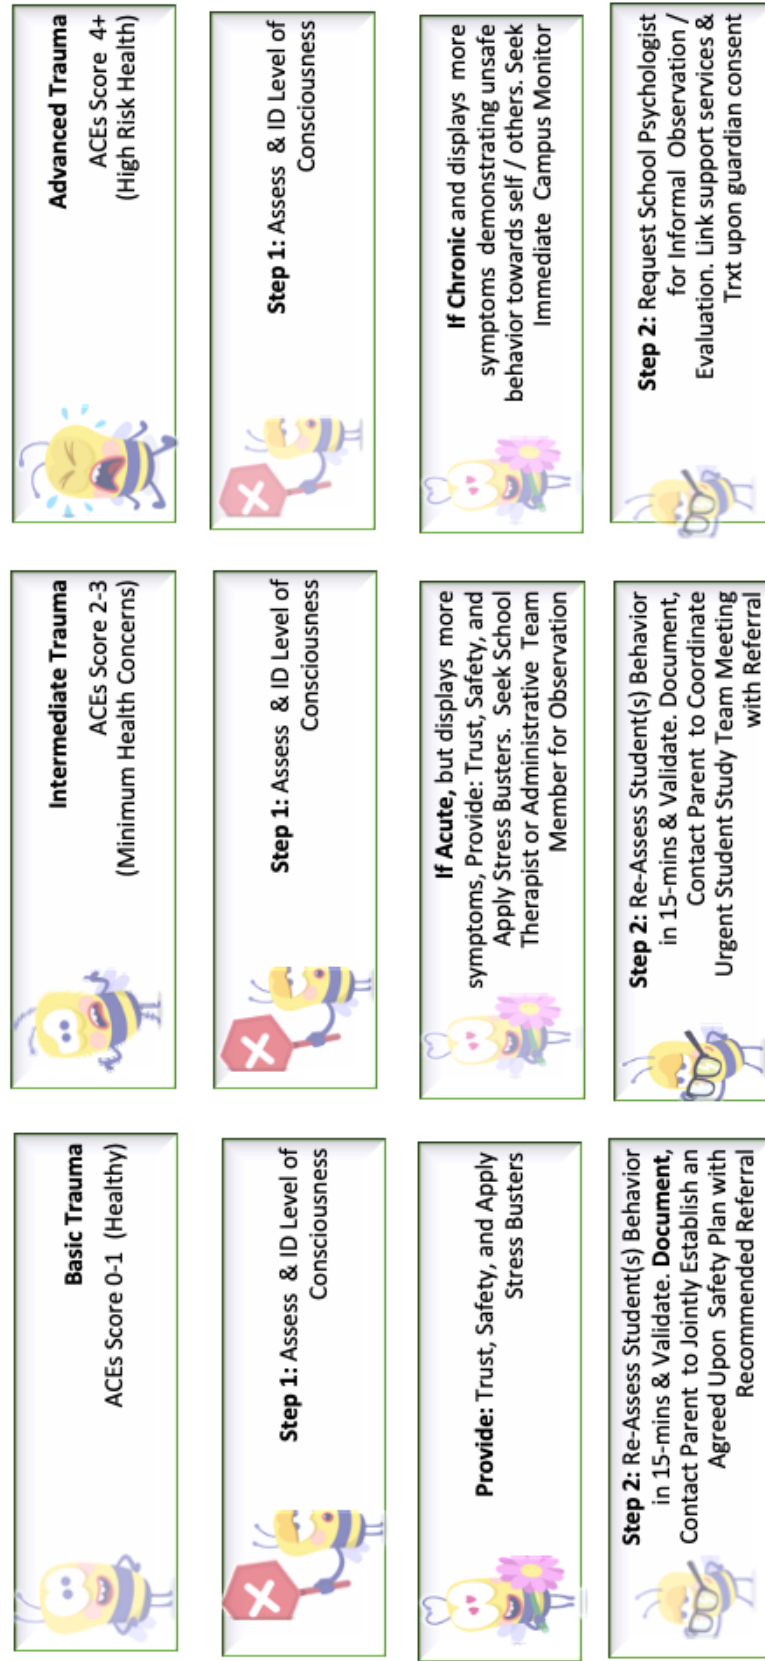 Basic Trauma
ACEs Score 0-1 (Healthy)
Intermediate Trauma
ACEs Score 2-3
(Minimum Health Concerns)
Advanced Trauma
ACEs Score 4+
(High Risk Health)
Step 1: Assess & ID Level of
Consciousness
Step 1: Assess & ID Level of
Consciousness
Step 1: Assess & ID Level of
Consciousness
Provide: Trust, Safety, and Apply
Stress Busters
If Acute, but displays more
symptoms, Provide: Trust, Safety, and
Apply Stress Busters. Seek School
Therapist or Administrative Team
Member for Observation
If Chronic and displays more
symptoms demonstrating unsafe
behavior towards self / others. Seek
Immediate Campus Monitor
Step 2: Re-Assess Student(s) Behavior
in 15-mins & Validate. Document,
Contact Parent to Jointly Establish an
Agreed Upon Safety Plan with
Recommended Referral
Step 2: Re-Assess Student(s) Behavior
in 15-mins & Validate. Document,
Contact Parent to Coordinate
Urgent Student Study Team Meeting
with Referral
Step 2: Request School Psychologist
for Informal Observation /
Evaluation. Link support services &
Trxt upon guardian consent